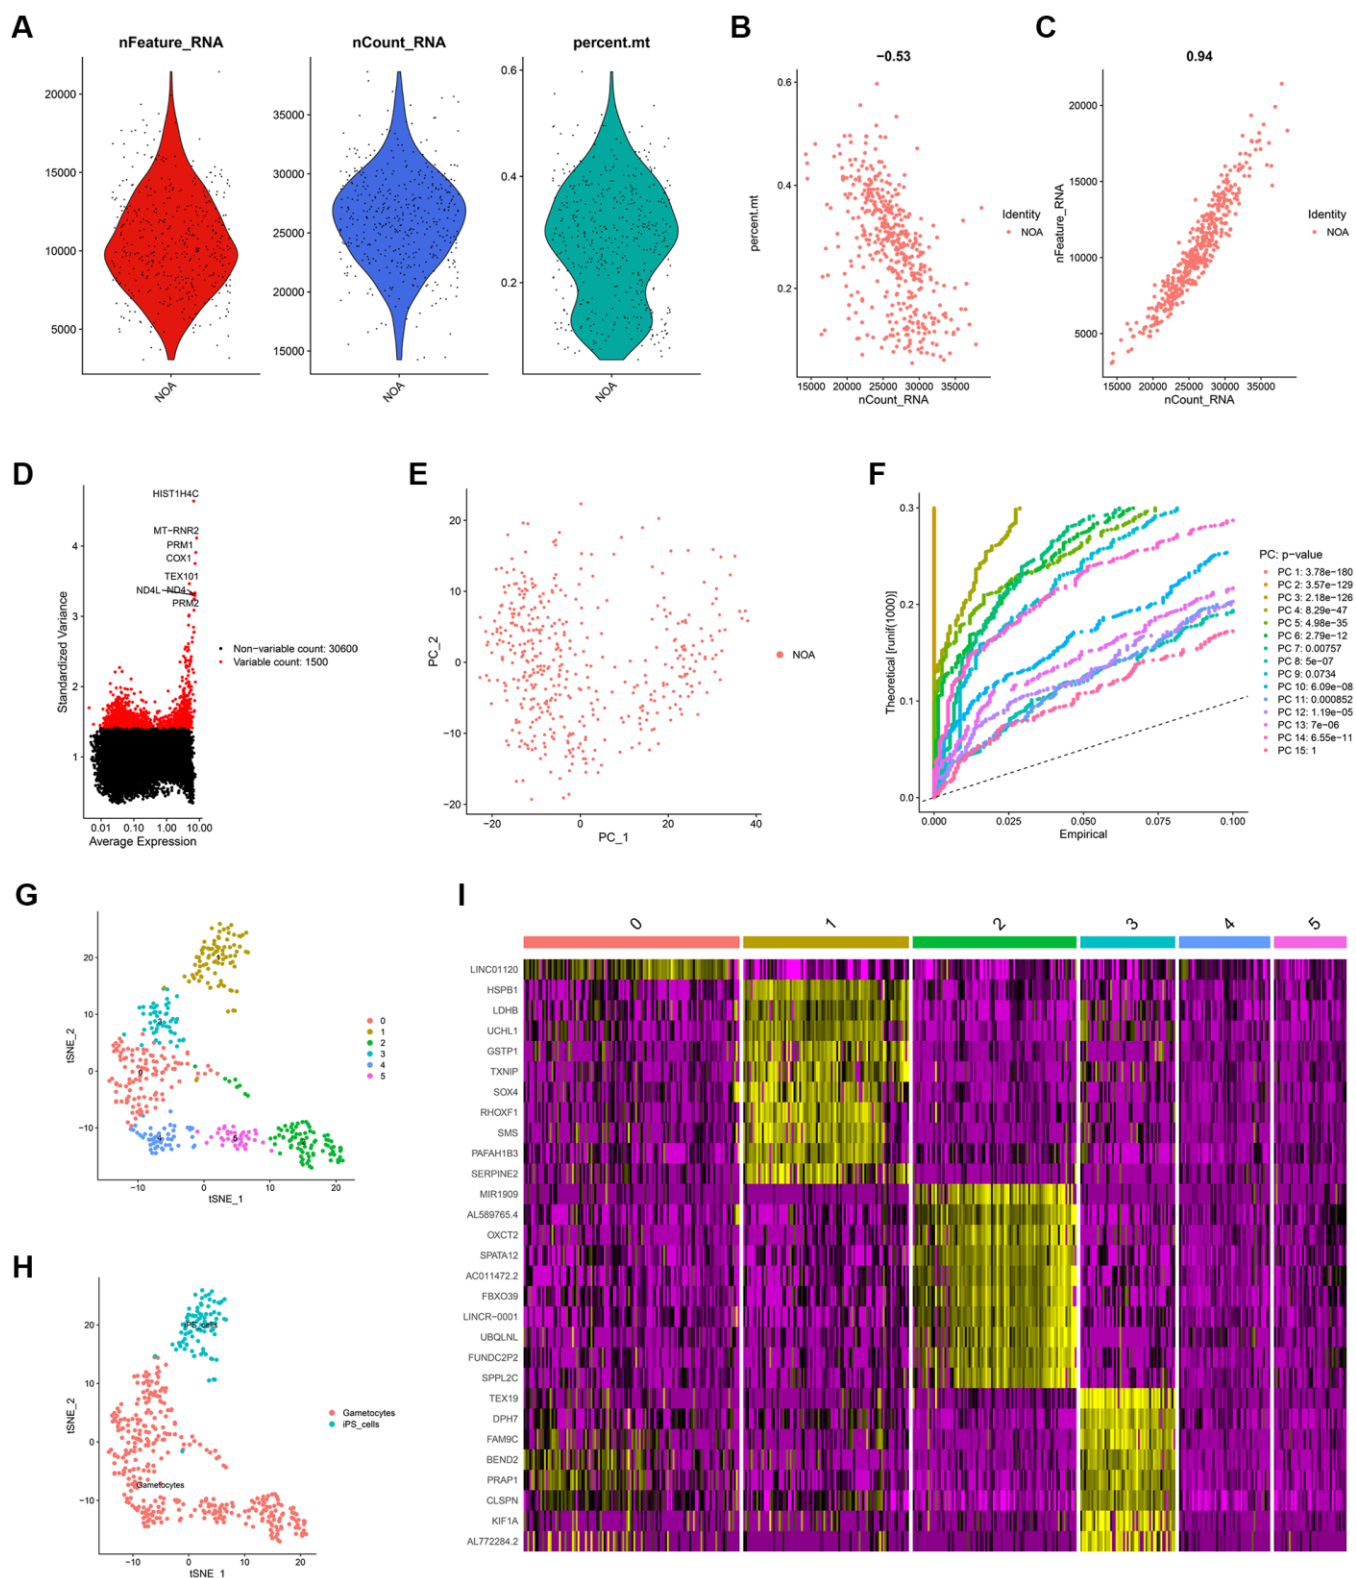 A
nFeature_RNA
nCount_RNA
percent.mt
20000
15000
10000
5000
NOA
35000
30000
25000
20000
15000
NOA
0.6
0.4
0.2
NOA
B
−0.53
percent.mt
0.6
0.4
0.2
15000 20000 25000 30000 35000
nCount_RNA
Identity
NOA
C
0.94
nFeature_RNA
20000
15000
10000
5000
15000 20000 25000 30000 35000
nCount_RNA
Identity
NOA
D
HIST1H4C
MT−RNR2
PRM1
COX1
TEX101
ND4L ND4
PRM2
Standardized Variance
4
3
2
1
0.01 0.10 1.00 10.00
Average Expression
Non−variable count: 30600
Variable count: 1500
E
PC_2
20
10
0
−10
−20
−20 0 20 40
PC_1
NOA
F
Theoretical [runif(1000)]
0.3
0.2
0.1
0.0
0.000 0.025 0.050 0.075 0.100
Empirical
PC: p−value
PC 1: 3.78e−180
PC 2: 3.57e−129
PC 3: 2.18e−126
PC 4: 8.29e−47
PC 5: 4.98e−35
PC 6: 2.79e−12
PC 7: 0.00757
PC 8: 5e−07
PC 9: 0.0734
PC 10: 6.09e−08
PC 11: 0.000852
PC 12: 1.19e−05
PC 13: 7e−06
PC 14: 6.55e−11
PC 15: 1
G
tSNE_2
20
10
0
−10
1
3
0
4
5
−10 0 10 20
tSNE_1
0
1
2
3
4
5
H
tSNE_2
20
10
0
−10
iPS_cells
Gametocytes
−10 0 10 20
tSNE_1
Gametocytes
iPS_cells
I
0 1 2 3 4 5
LINC01120
HSPB1
LDHB
UCHL1
GSTP1
TXNIP
SOX4
RHOXF1
SMS
PAFAH1B3
SERPINE2
MIR1909
AL589765.4
OXCT2
SPATA12
AC011472.2
FBXO39
LINCR−0001
UBQLNL
FUNDC2P2
SPPL2C
TEX19
DPH7
FAM9C
BEND2
PRAP1
CLSPN
KIF1A
AL772284.2